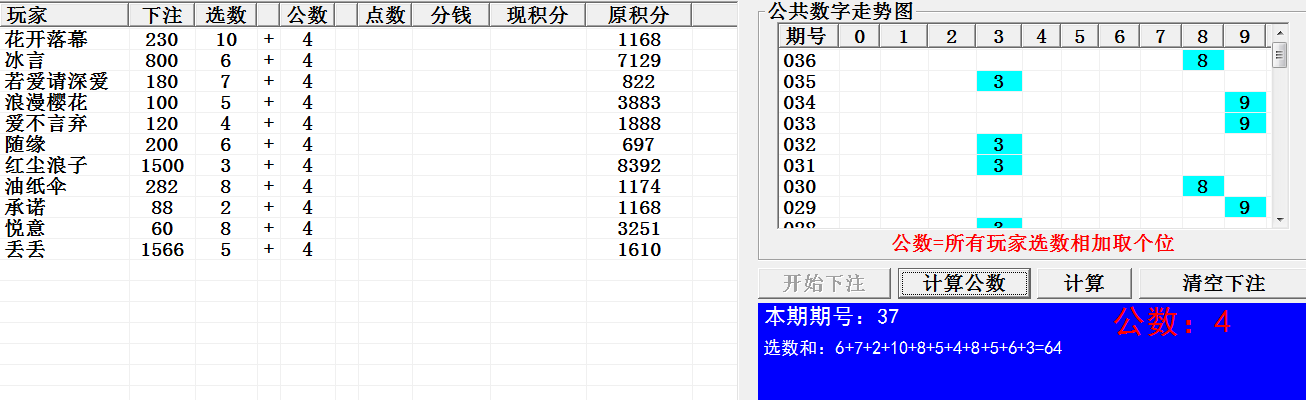 玩家 下注 选数 公数 点数 分钱 现积分 原积分
花开落幕 230 10 + 4 1168
冰言 800 6 + 4 7129
若爱请深爱 180 7 + 4 822
浪漫樱花 100 5 + 4 3883
爱不言弃 120 4 + 4 1888
随缘 200 6 + 4 697
红尘浪子 1500 3 + 4 8392
油纸伞 282 8 + 4 1174
承诺 88 2 + 4 1168
悦意 60 8 + 4 3251
丢丢 1566 5 + 4 1610
公共数字走势图
期号 0 1 2 3 4 5 6 7 8 9
036 8
035 3
034 9
033 9
032 3
031 3
030 8
029 9
028 3
公数=所有玩家选数相加取个位
开始下注 计算公数 计算 清空下注
本期期号：37 公数：4
选数和：6+7+2+10+8+5+4+8+5+6+3=64